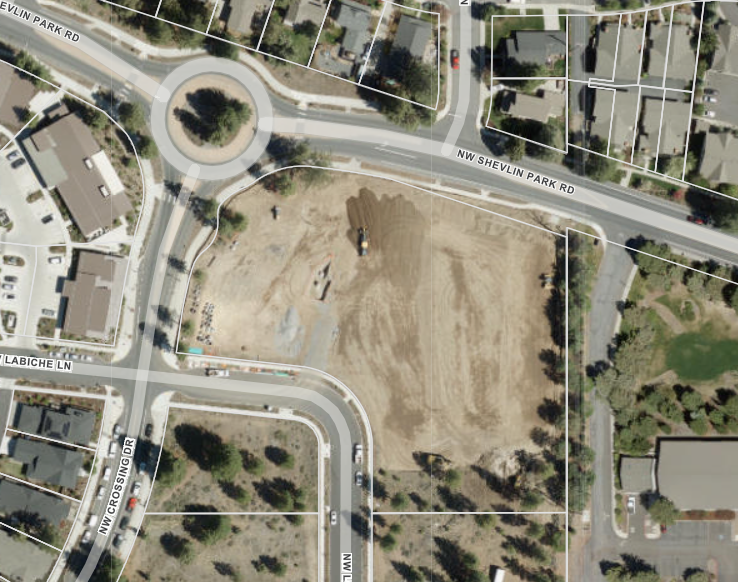 EVLIN PARK RD
NW SHEVLIN PARK RD
LABICHE LN
NW CROSSING DR
NW L